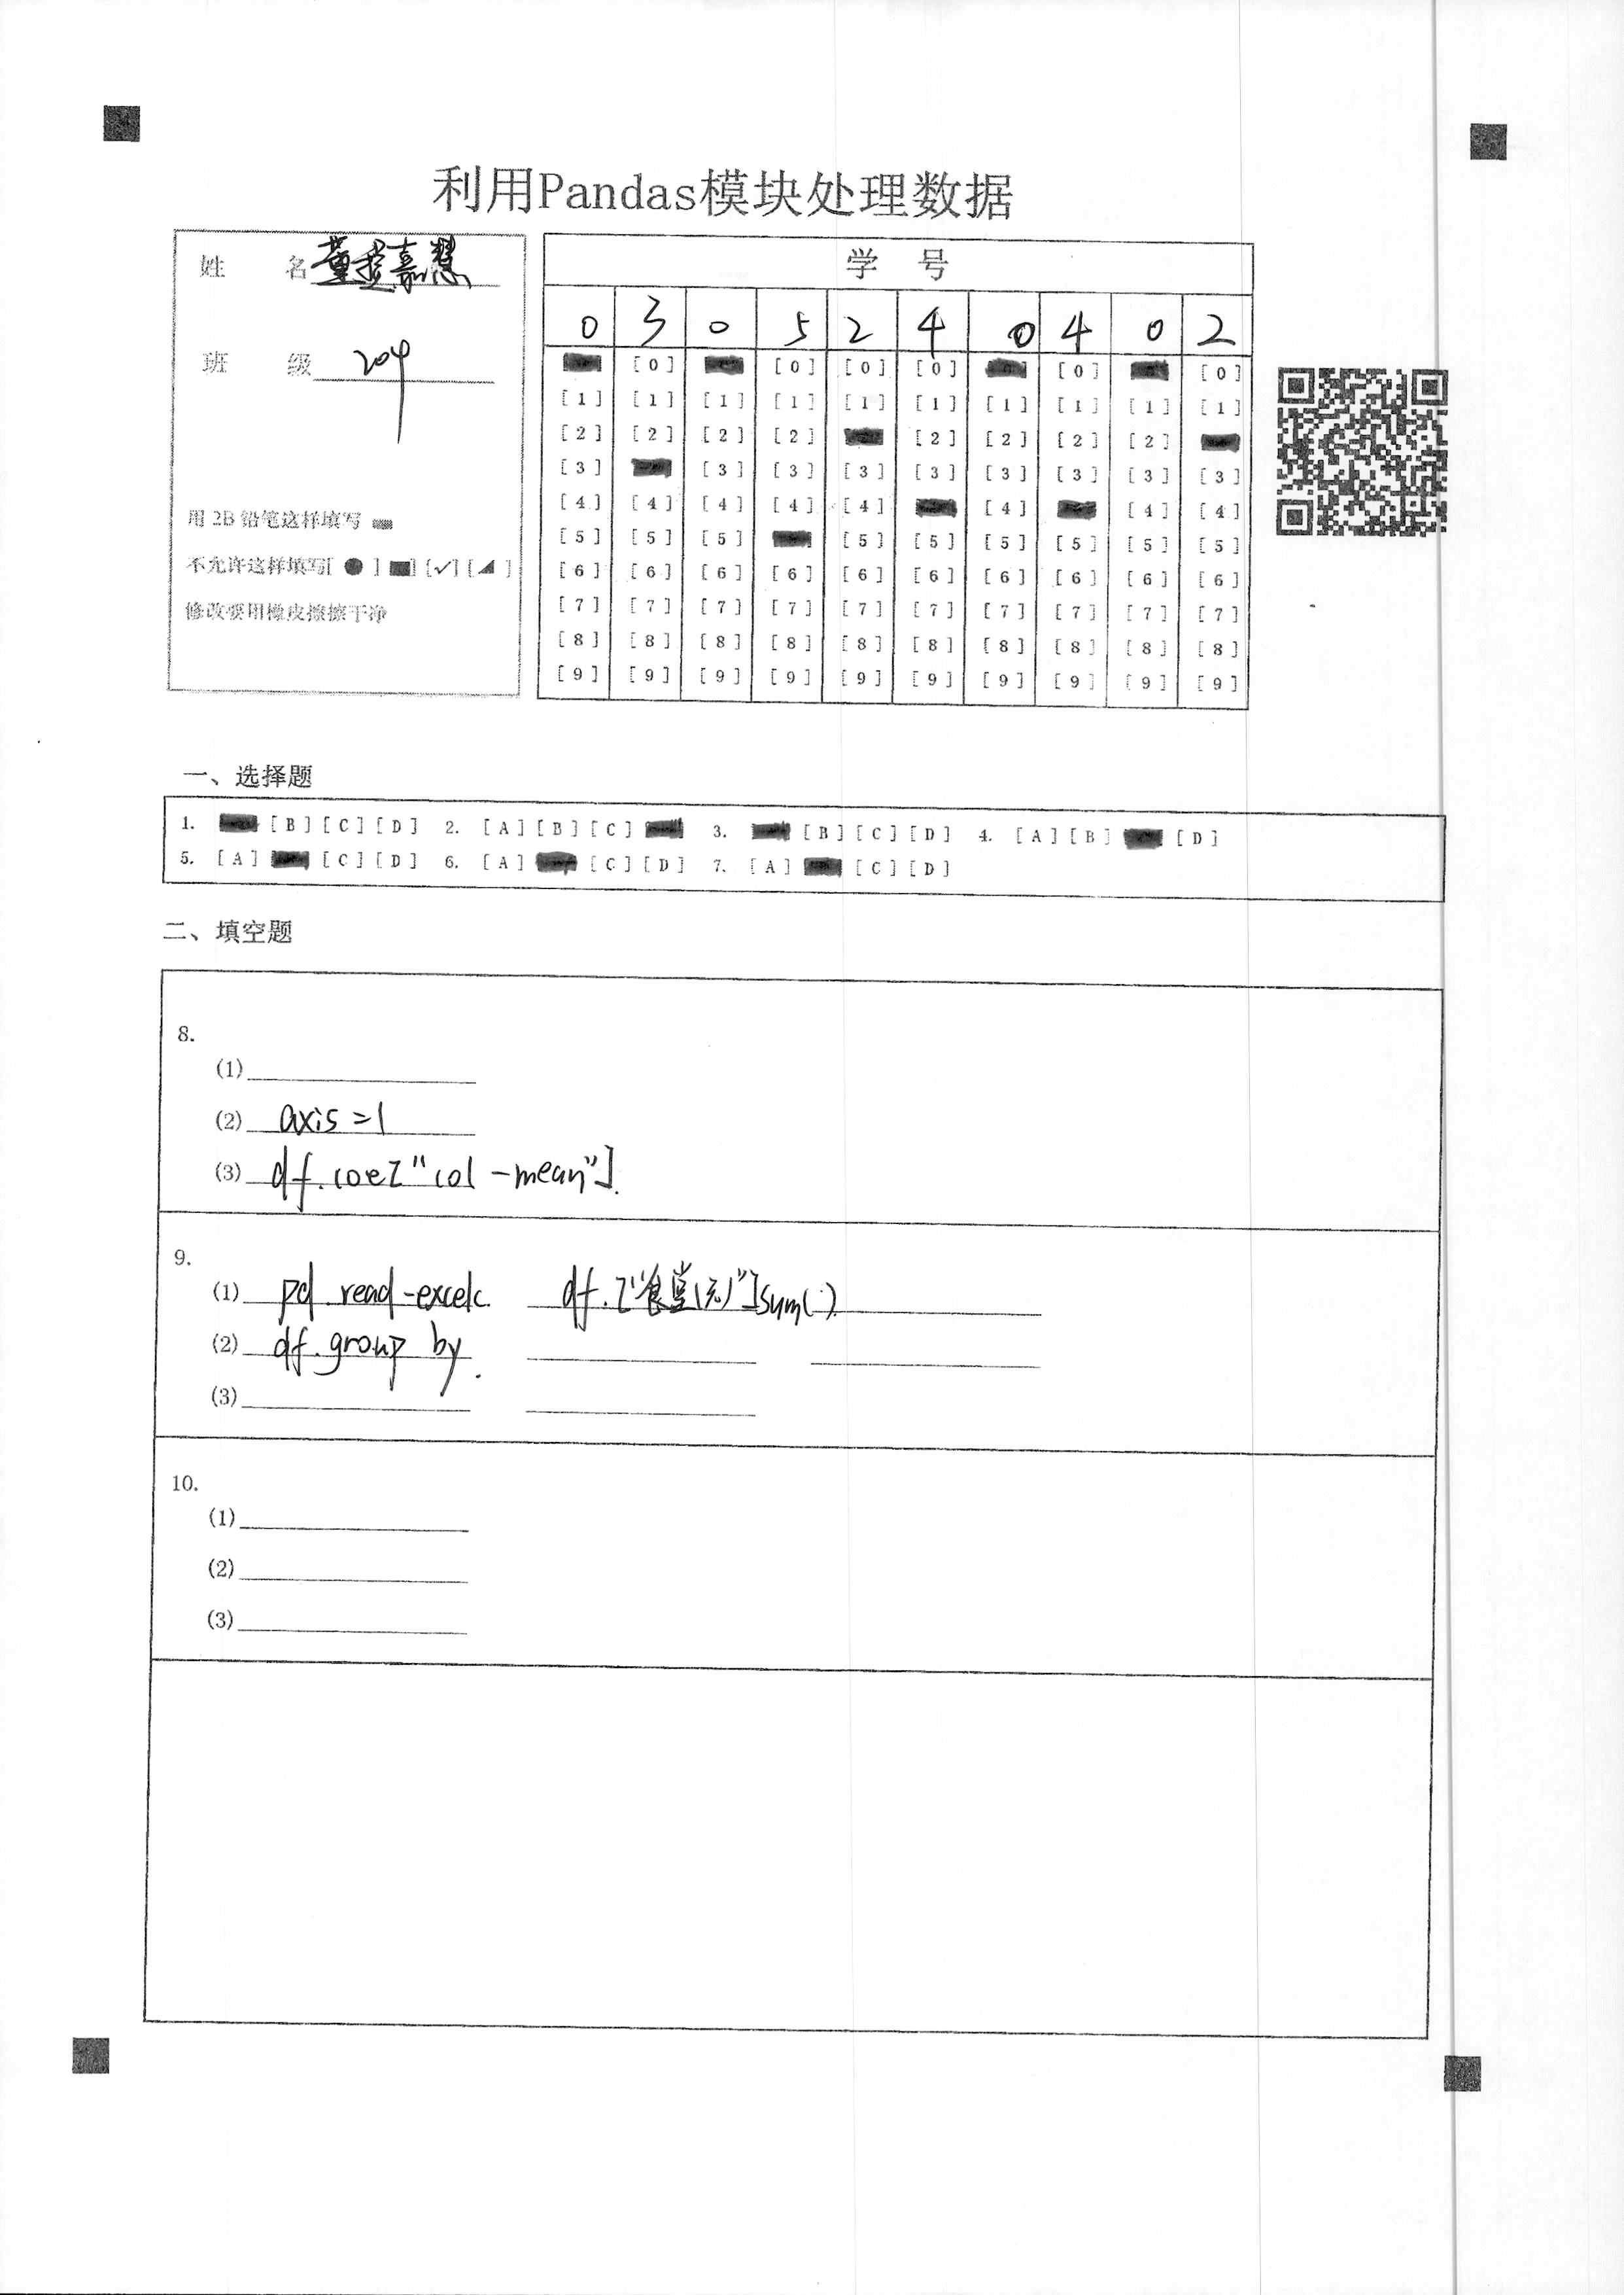 利用Pandas模块处理数据
姓 名 董嘉慧
班 级 204
用 2B 铅笔这样填写
不允许这样填写[ ● ] [√] [◢]
修改要用橡皮擦擦干净
学 号
0 3 0 5 2 4 0 4 0 2
[0] [0] [0] [0] [0] [0]
[1] [1] [1] [1] [1] [1] [1] [1] [1] [1]
[2] [2] [2] [2] [2] [2] [2] [2]
[3] [3] [3] [3] [3] [3] [3] [3] [3]
[4] [4] [4] [4] [4] [4] [4] [4]
[5] [5] [5] [5] [5] [5] [5] [5] [5]
[6] [6] [6] [6] [6] [6] [6] [6] [6] [6]
[7] [7] [7] [7] [7] [7] [7] [7] [7] [7]
[8] [8] [8] [8] [8] [8] [8] [8] [8] [8]
[9] [9] [9] [9] [9] [9] [9] [9] [9] [9]
一、选择题
1. [B] [C] [D] 2. [A] [B] [C] 3. [B] [C] [D] 4. [A] [B] [D]
5. [A] [C] [D] 6. [A] [C] [D] 7. [A] [C] [D]
二、填空题
8.
(1)
(2) axis=1
(3) df.loc["col-mean"].
9.
(1) pd.read-excel(. df.["食堂(元)"]sum().
(2) df.group by.
(3)
10.
(1)
(2)
(3)